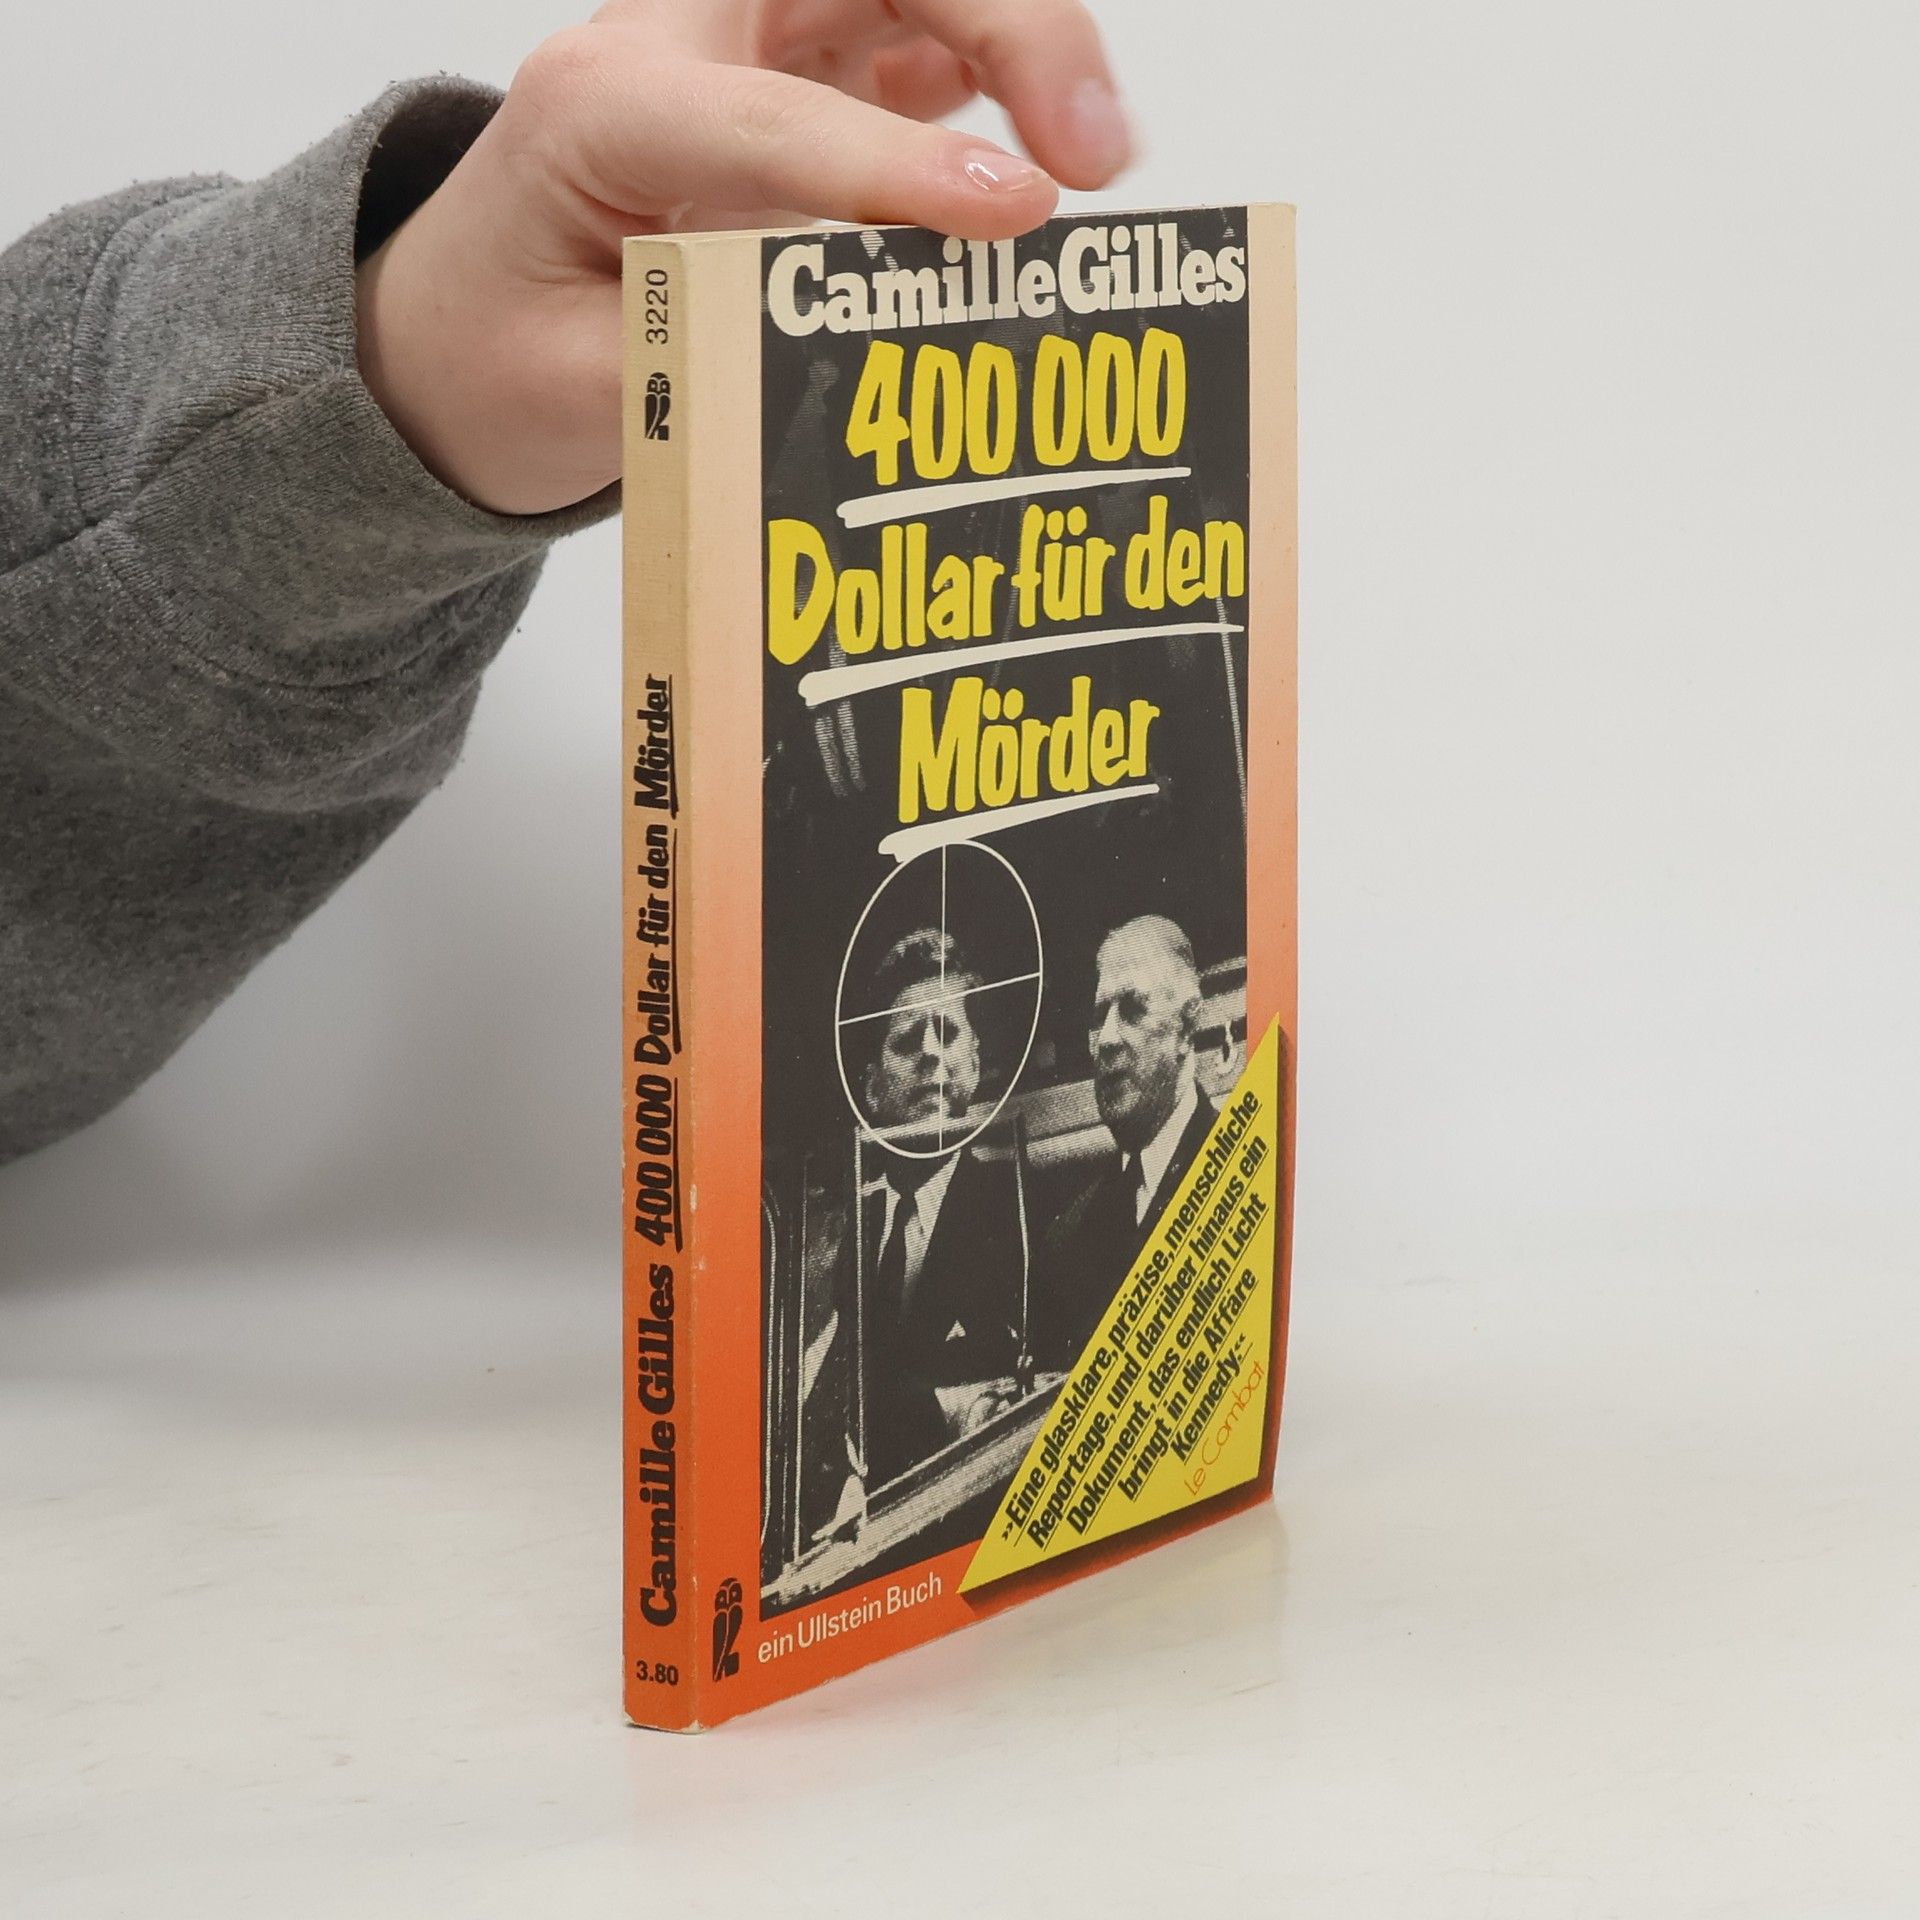 3220
Camille Gilles 400 000 Dollar für den Mörder
3.80
Camille Gilles
400 000
Dollar für den
Mörder
»Eine glasklare, präzise, menschliche
Reportage, und darüber hinaus ein
Dokument, das endlich Licht
bringt in die Affäre
Kennedy.«
Le Combat
ein Ullstein Buch